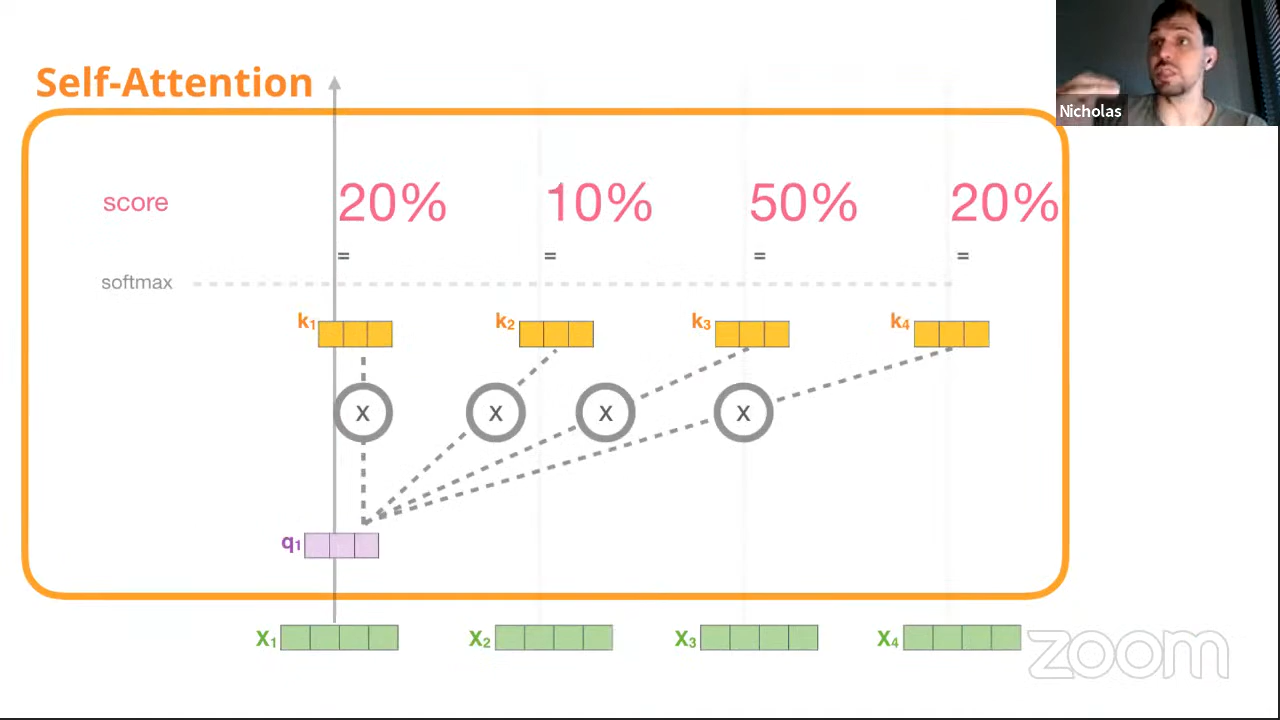 Self-Attention
Nicholas
score 20% 10% 50% 20%
= = = =
softmax
k₁ k₂ k₃ k₄
x x x x
q₁
X₁ X₂ X₃ X₄
zoom